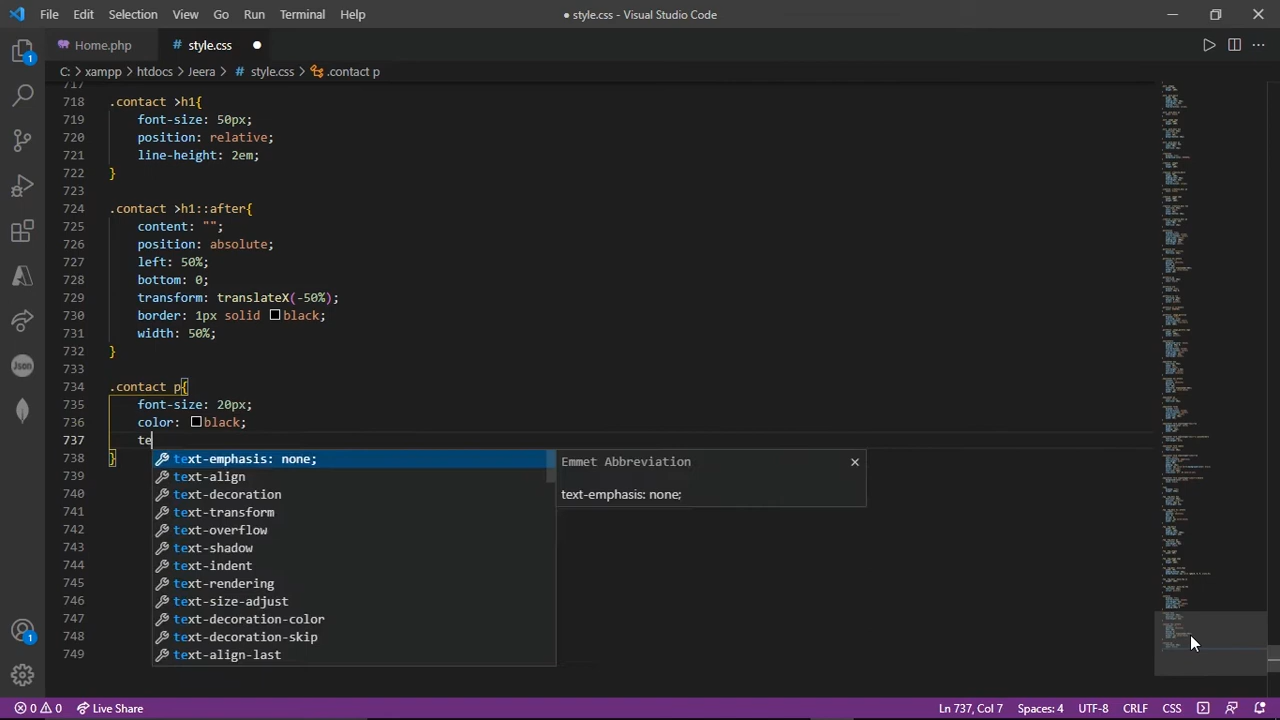 File Edit Selection View Go Run Terminal Help
● style.css - Visual Studio Code
Home.php
# style.css ●
C: > xampp > htdocs > Jeera > # style.css > .contact p
717
718 .contact >h1{
719 font-size: 50px;
720 position: relative;
721 line-height: 2em;
722 }
723
724 .contact >h1::after{
725 content: "";
726 position: absolute;
727 left: 50%;
728 bottom: 0;
729 transform: translateX(-50%);
730 border: 1px solid black;
731 width: 50%;
732 }
733
734 .contact p{
735 font-size: 20px;
736 color: black;
737 te
738 }
739
740
741
742
743
744
745
746
747
748
749
text-emphasis: none;
text-align
text-decoration
text-transform
text-overflow
text-shadow
text-indent
text-rendering
text-size-adjust
text-decoration-color
text-decoration-skip
text-align-last
Emmet Abbreviation
text-emphasis: none;
1
Json
1
0 0 Live Share
Ln 737, Col 7 Spaces: 4 UTF-8 CRLF CSS